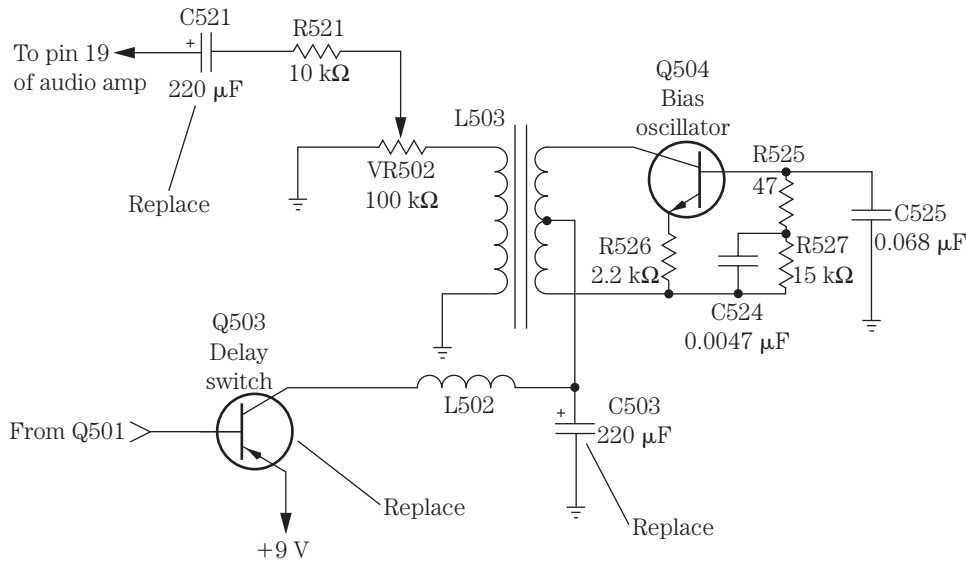 C521
+
To pin 19
of audio amp
220 μF
R521
10 kΩ
Replace
VR502
100 kΩ
L503
Q504
Bias
oscillator
R525
47
C525
0.068 μF
R526
2.2 kΩ
R527
15 kΩ
C524
0.0047 μF
Q503
Delay
switch
From Q501
L502
+
C503
220 μF
Replace
Replace
+9 V